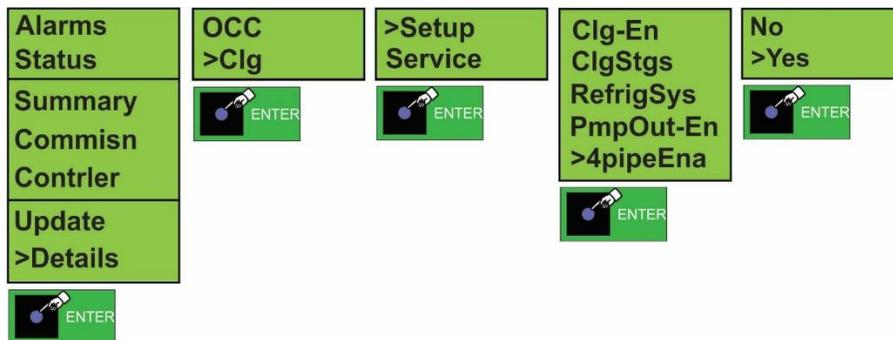 Alarms
Status
Summary
Commisn
Contrler
Update
>Details
ENTER
OCC
>Clg
ENTER
>Setup
Service
ENTER
Clg-En
ClgStgs
RefrigSys
PmpOut-En
>4pipeEna
ENTER
No
>Yes
ENTER